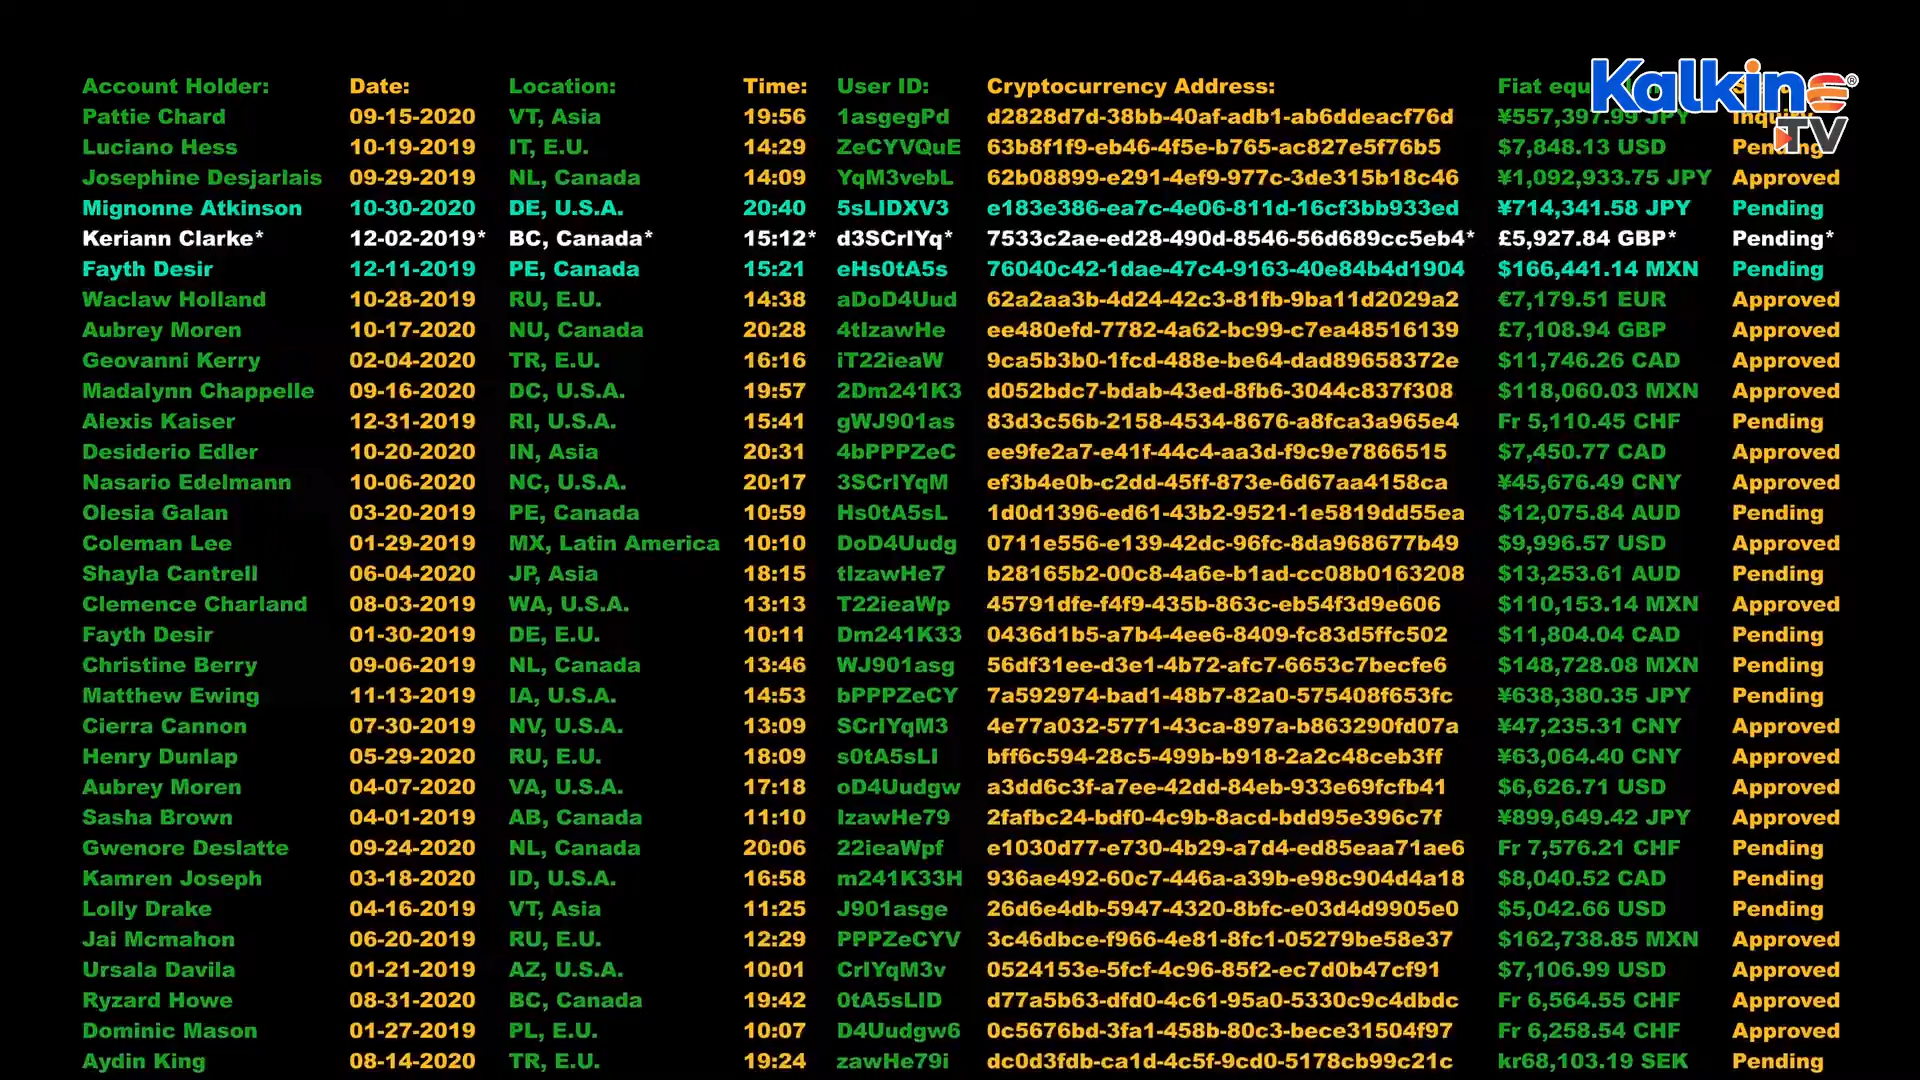 Kalkine®
TV
Account Holder: Date: Location: Time: User ID: Cryptocurrency Address: Fiat equ
Pattie Chard 09-15-2020 VT, Asia 19:56 1asgegPd d2828d7d-38bb-40af-adb1-ab6ddeacf76d ¥557,397.99 JPY Inquiry
Luciano Hess 10-19-2019 IT, E.U. 14:29 ZeCYVQuE 63b8f1f9-eb46-4f5e-b765-ac827e5f76b5 $7,848.13 USD Pending
Josephine Desjarlais 09-29-2019 NL, Canada 14:09 YqM3vebL 62b08899-e291-4ef9-977c-3de315b18c46 ¥1,092,933.75 JPY Approved
Mignonne Atkinson 10-30-2020 DE, U.S.A. 20:40 5sLIDXV3 e183e386-ea7c-4e06-811d-16cf3bb933ed ¥714,341.58 JPY Pending
Keriann Clarke* 12-02-2019* BC, Canada* 15:12* d3SCrIYq* 7533c2ae-ed28-490d-8546-56d689cc5eb4* £5,927.84 GBP* Pending*
Fayth Desir 12-11-2019 PE, Canada 15:21 eHs0tA5s 76040c42-1dae-47c4-9163-40e84b4d1904 $166,441.14 MXN Pending
Waclaw Holland 10-28-2019 RU, E.U. 14:38 aDoD4Uud 62a2aa3b-4d24-42c3-81fb-9ba11d2029a2 €7,179.51 EUR Approved
Aubrey Moren 10-17-2020 NU, Canada 20:28 4tIzawHe ee480efd-7782-4a62-bc99-c7ea48516139 £7,108.94 GBP Approved
Geovanni Kerry 02-04-2020 TR, E.U. 16:16 iT22ieaW 9ca5b3b0-1fcd-488e-be64-dad89658372e $11,746.26 CAD Approved
Madalynn Chappelle 09-16-2020 DC, U.S.A. 19:57 2Dm241K3 d052bdc7-bdab-43ed-8fb6-3044c837f308 $118,060.03 MXN Approved
Alexis Kaiser 12-31-2019 RI, U.S.A. 15:41 gWJ901as 83d3c56b-2158-4534-8676-a8fca3a965e4 Fr 5,110.45 CHF Pending
Desiderio Edler 10-20-2020 IN, Asia 20:31 4bPPPZeC ee9fe2a7-e41f-44c4-aa3d-f9c9e7866515 $7,450.77 CAD Approved
Nasario Edelmann 10-06-2020 NC, U.S.A. 20:17 3SCrIYqM ef3b4e0b-c2dd-45ff-873e-6d67aa4158ca ¥45,676.49 CNY Approved
Olesia Galan 03-20-2019 PE, Canada 10:59 Hs0tA5sL 1d0d1396-ed61-43b2-9521-1e5819dd55ea $12,075.84 AUD Pending
Coleman Lee 01-29-2019 MX, Latin America 10:10 DoD4Uudg 0711e556-e139-42dc-96fc-8da968677b49 $9,996.57 USD Approved
Shayla Cantrell 06-04-2020 JP, Asia 18:15 tIzawHe7 b28165b2-00c8-4a6e-b1ad-cc08b0163208 $13,253.61 AUD Pending
Clemence Charland 08-03-2019 WA, U.S.A. 13:13 T22ieaWp 45791dfe-f4f9-435b-863c-eb54f3d9e606 $110,153.14 MXN Approved
Fayth Desir 01-30-2019 DE, E.U. 10:11 Dm241K33 0436d1b5-a7b4-4ee6-8409-fc83d5ffc502 $11,804.04 CAD Pending
Christine Berry 09-06-2019 NL, Canada 13:46 WJ901asg 56df31ee-d3e1-4b72-afc7-6653c7becfe6 $148,728.08 MXN Pending
Matthew Ewing 11-13-2019 IA, U.S.A. 14:53 bPPPZeCY 7a592974-bad1-48b7-82a0-575408f653fc ¥638,380.35 JPY Pending
Cierra Cannon 07-30-2019 NV, U.S.A. 13:09 SCrIYqM3 4e77a032-5771-43ca-897a-b863290fd07a ¥47,235.31 CNY Approved
Henry Dunlap 05-29-2020 RU, E.U. 18:09 s0tA5sLI bff6c594-28c5-499b-b918-2a2c48ceb3ff ¥63,064.40 CNY Approved
Aubrey Moren 04-07-2020 VA, U.S.A. 17:18 oD4Uudgw a3dd6c3f-a7ee-42dd-84eb-933e69fcfb41 $6,626.71 USD Approved
Sasha Brown 04-01-2019 AB, Canada 11:10 IzawHe79 2fafbc24-bdf0-4c9b-8acd-bdd95e396c7f ¥899,649.42 JPY Approved
Gwenore Deslatte 09-24-2020 NL, Canada 20:06 22ieaWpf e1030d77-e730-4b29-a7d4-ed85eaa71ae6 Fr 7,576.21 CHF Pending
Kamren Joseph 03-18-2020 ID, U.S.A. 16:58 m241K33H 936ae492-60c7-446a-a39b-e98c904d4a18 $8,040.52 CAD Pending
Lolly Drake 04-16-2019 VT, Asia 11:25 J901asge 26d6e4db-5947-4320-8bfc-e03d4d9905e0 $5,042.66 USD Pending
Jai Mcmahon 06-20-2019 RU, E.U. 12:29 PPPZeCYV 3c46dbce-f966-4e81-8fc1-05279be58e37 $162,738.85 MXN Approved
Ursala Davila 01-21-2019 AZ, U.S.A. 10:01 CrIYqM3v 0524153e-5fcf-4c96-85f2-ec7d0b47cf91 $7,106.99 USD Approved
Ryzard Howe 08-31-2020 BC, Canada 19:42 0tA5sLID d77a5b63-dfd0-4c61-95a0-5330c9c4dbdc Fr 6,564.55 CHF Approved
Dominic Mason 01-27-2019 PL, E.U. 10:07 D4Uudgw6 0c5676bd-3fa1-458b-80c3-bece31504f97 Fr 6,258.54 CHF Approved
Aydin King 08-14-2020 TR, E.U. 19:24 zawHe79i dc0d3fdb-ca1d-4c5f-9cd0-5178cb99c21c kr68,103.19 SEK Pending